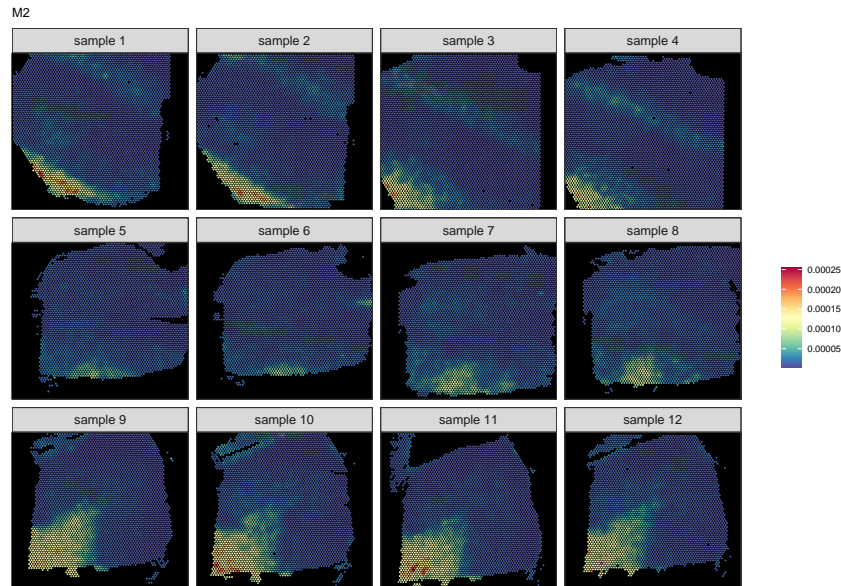 M2
sample 1
sample 2
sample 3
sample 4
sample 5
sample 6
sample 7
sample 8
0.00025
0.00020
0.00015
0.00010
0.00005
sample 9
sample 10
sample 11
sample 12